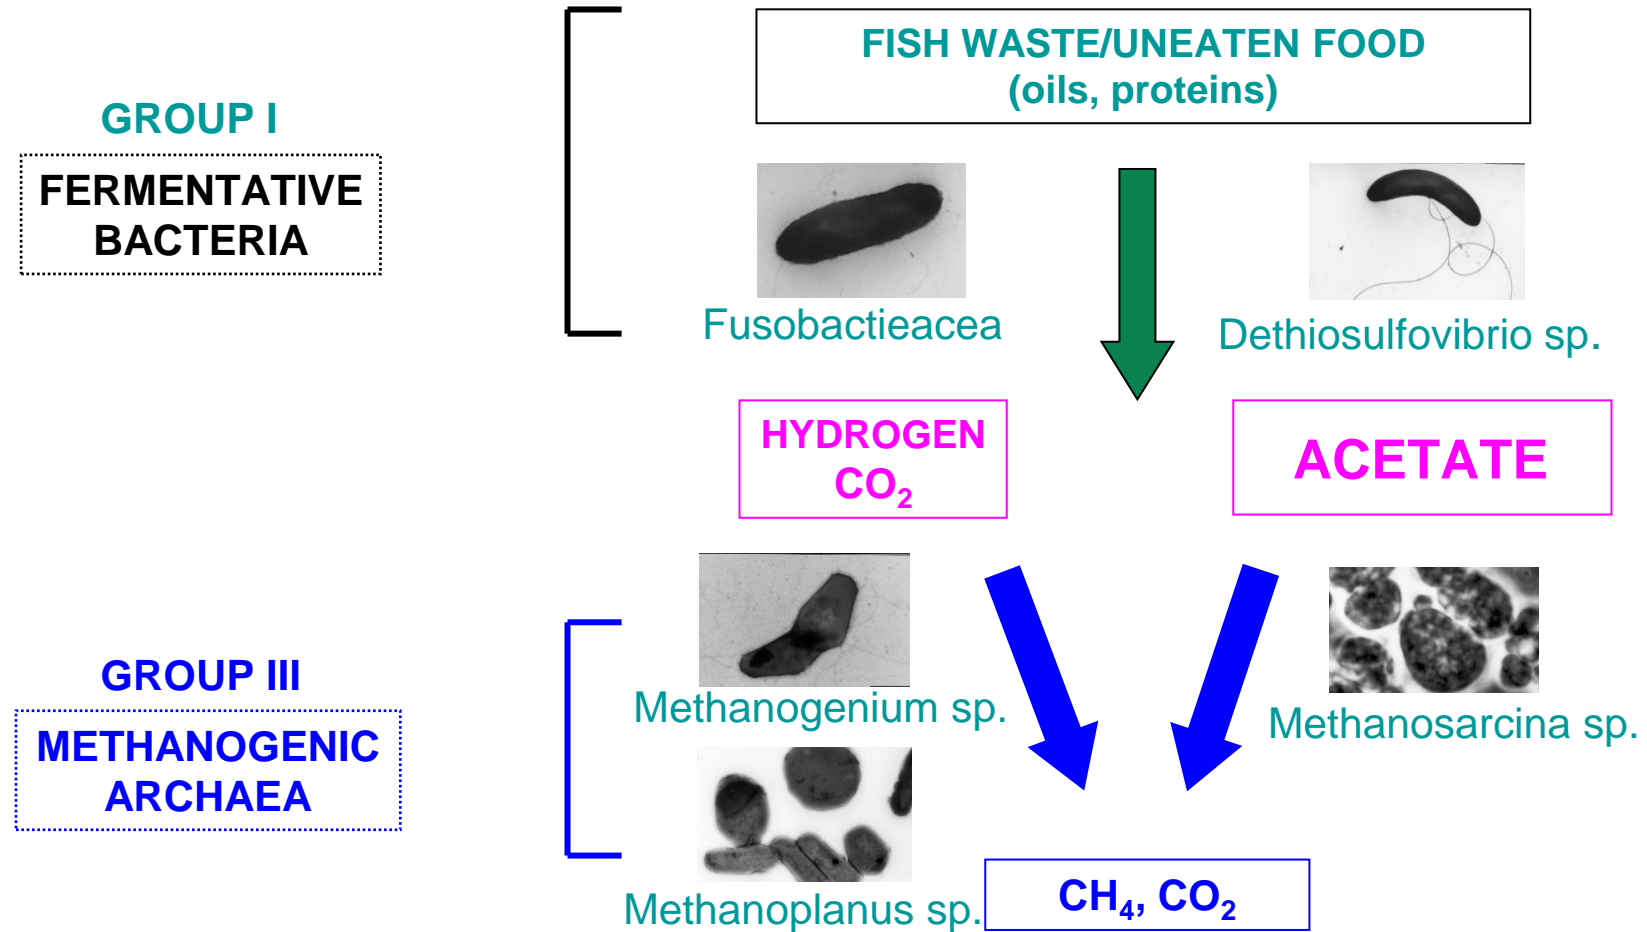 FISH WASTE/UNEATEN FOOD
(oils, proteins)
GROUP I
FERMENTATIVE
BACTERIA
Fusobactieacea
Dethiosulfovibrio sp.
HYDROGEN
CO₂
ACETATE
GROUP III
METHANOGENIC
ARCHAEA
Methanogenium sp.
Methanosarcina sp.
Methanoplanus sp.
CH₄, CO₂